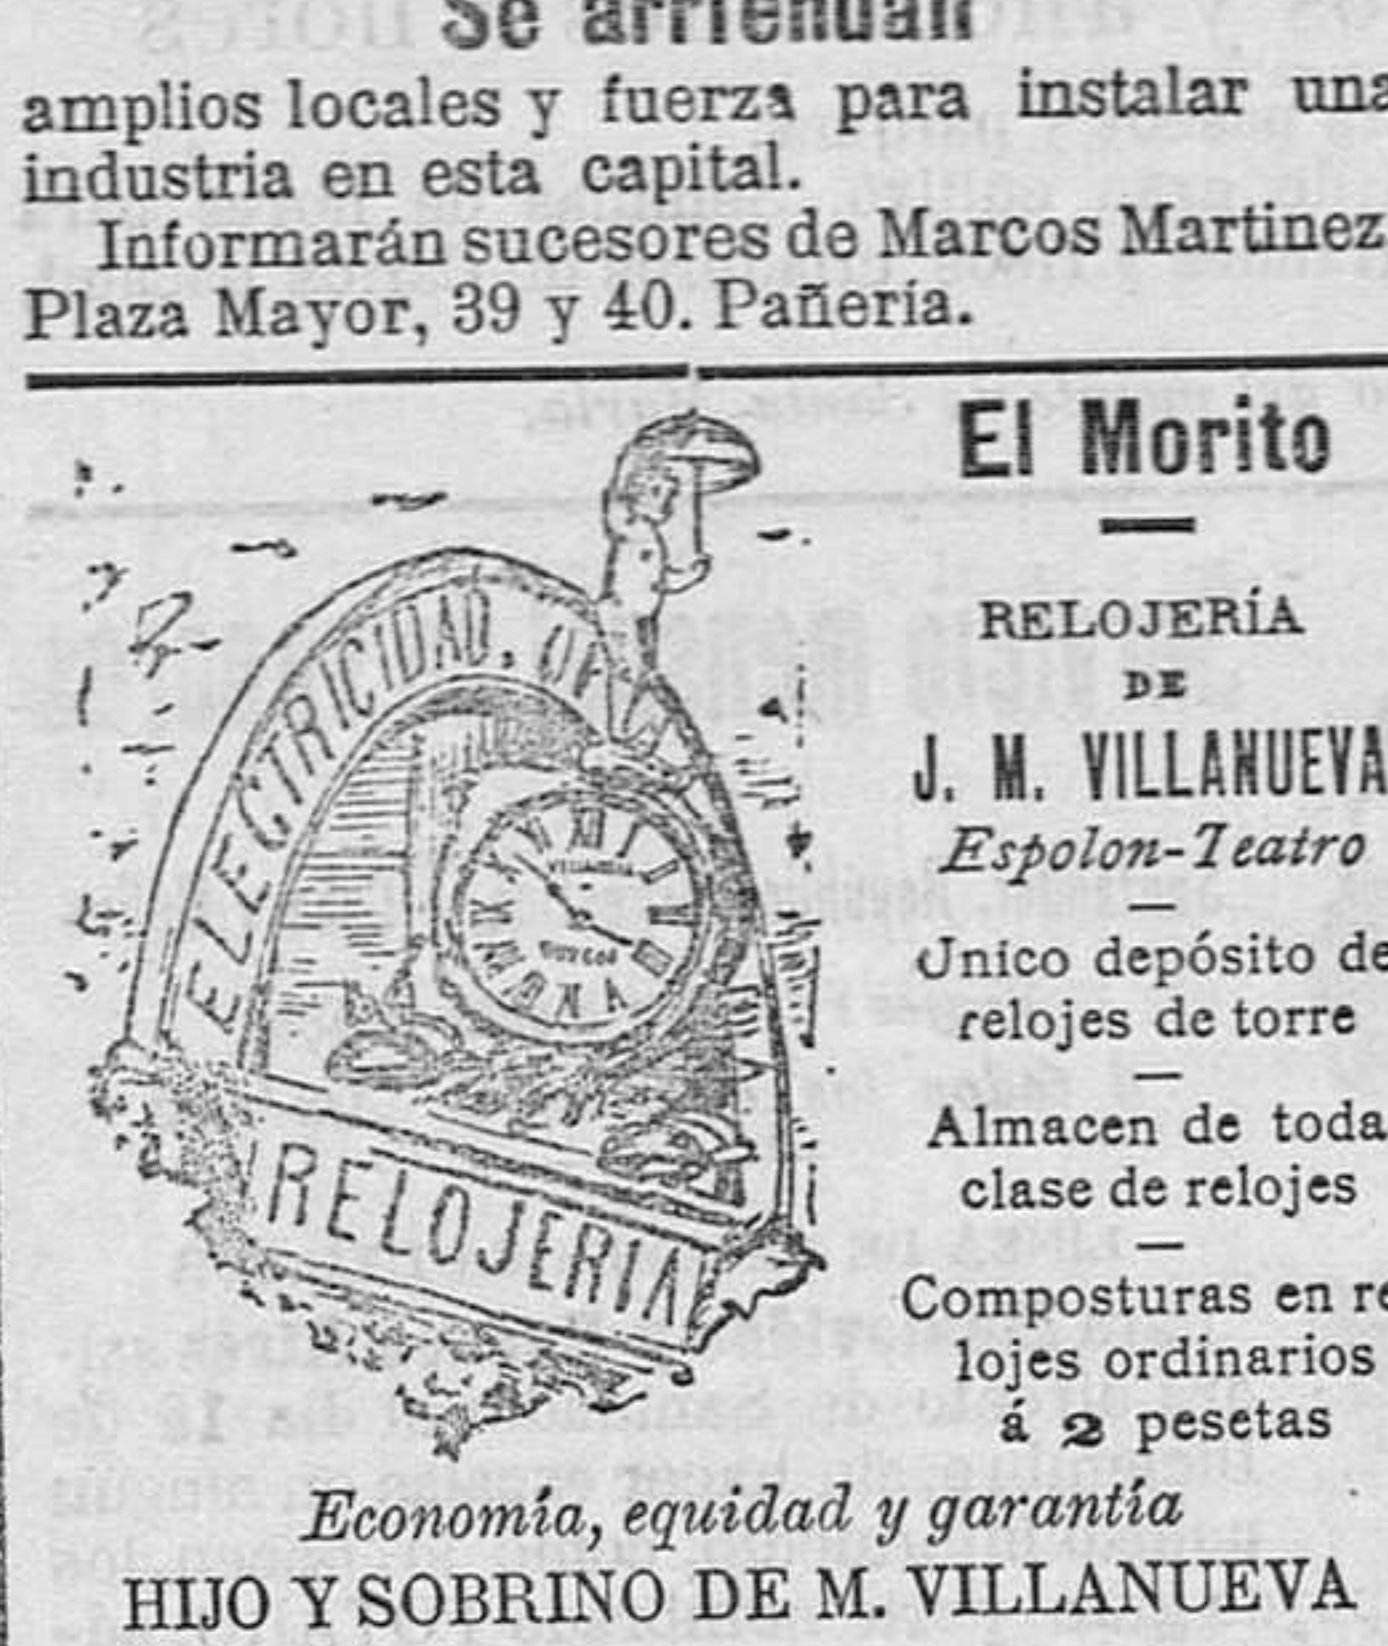 Se arriendan
amplios locales y fuerza para instalar una
industria en esta capital.
Informarán sucesores de Marcos Martinez
Plaza Mayor, 39 y 40. Pañería.
El Morito
RELOJERÍA
DE
J. M. VILLANUEVA
Espolon-Teatro
Unico depósito de
relojes de torre
Almacen de toda
clase de relojes
Composturas en re
lojes ordinarios
á 2 pesetas
ELECTRICIDAD,
XII
BURGOS
RELOJERIA
Economía, equidad y garantía
HIJO Y SOBRINO DE M. VILLANUEVA